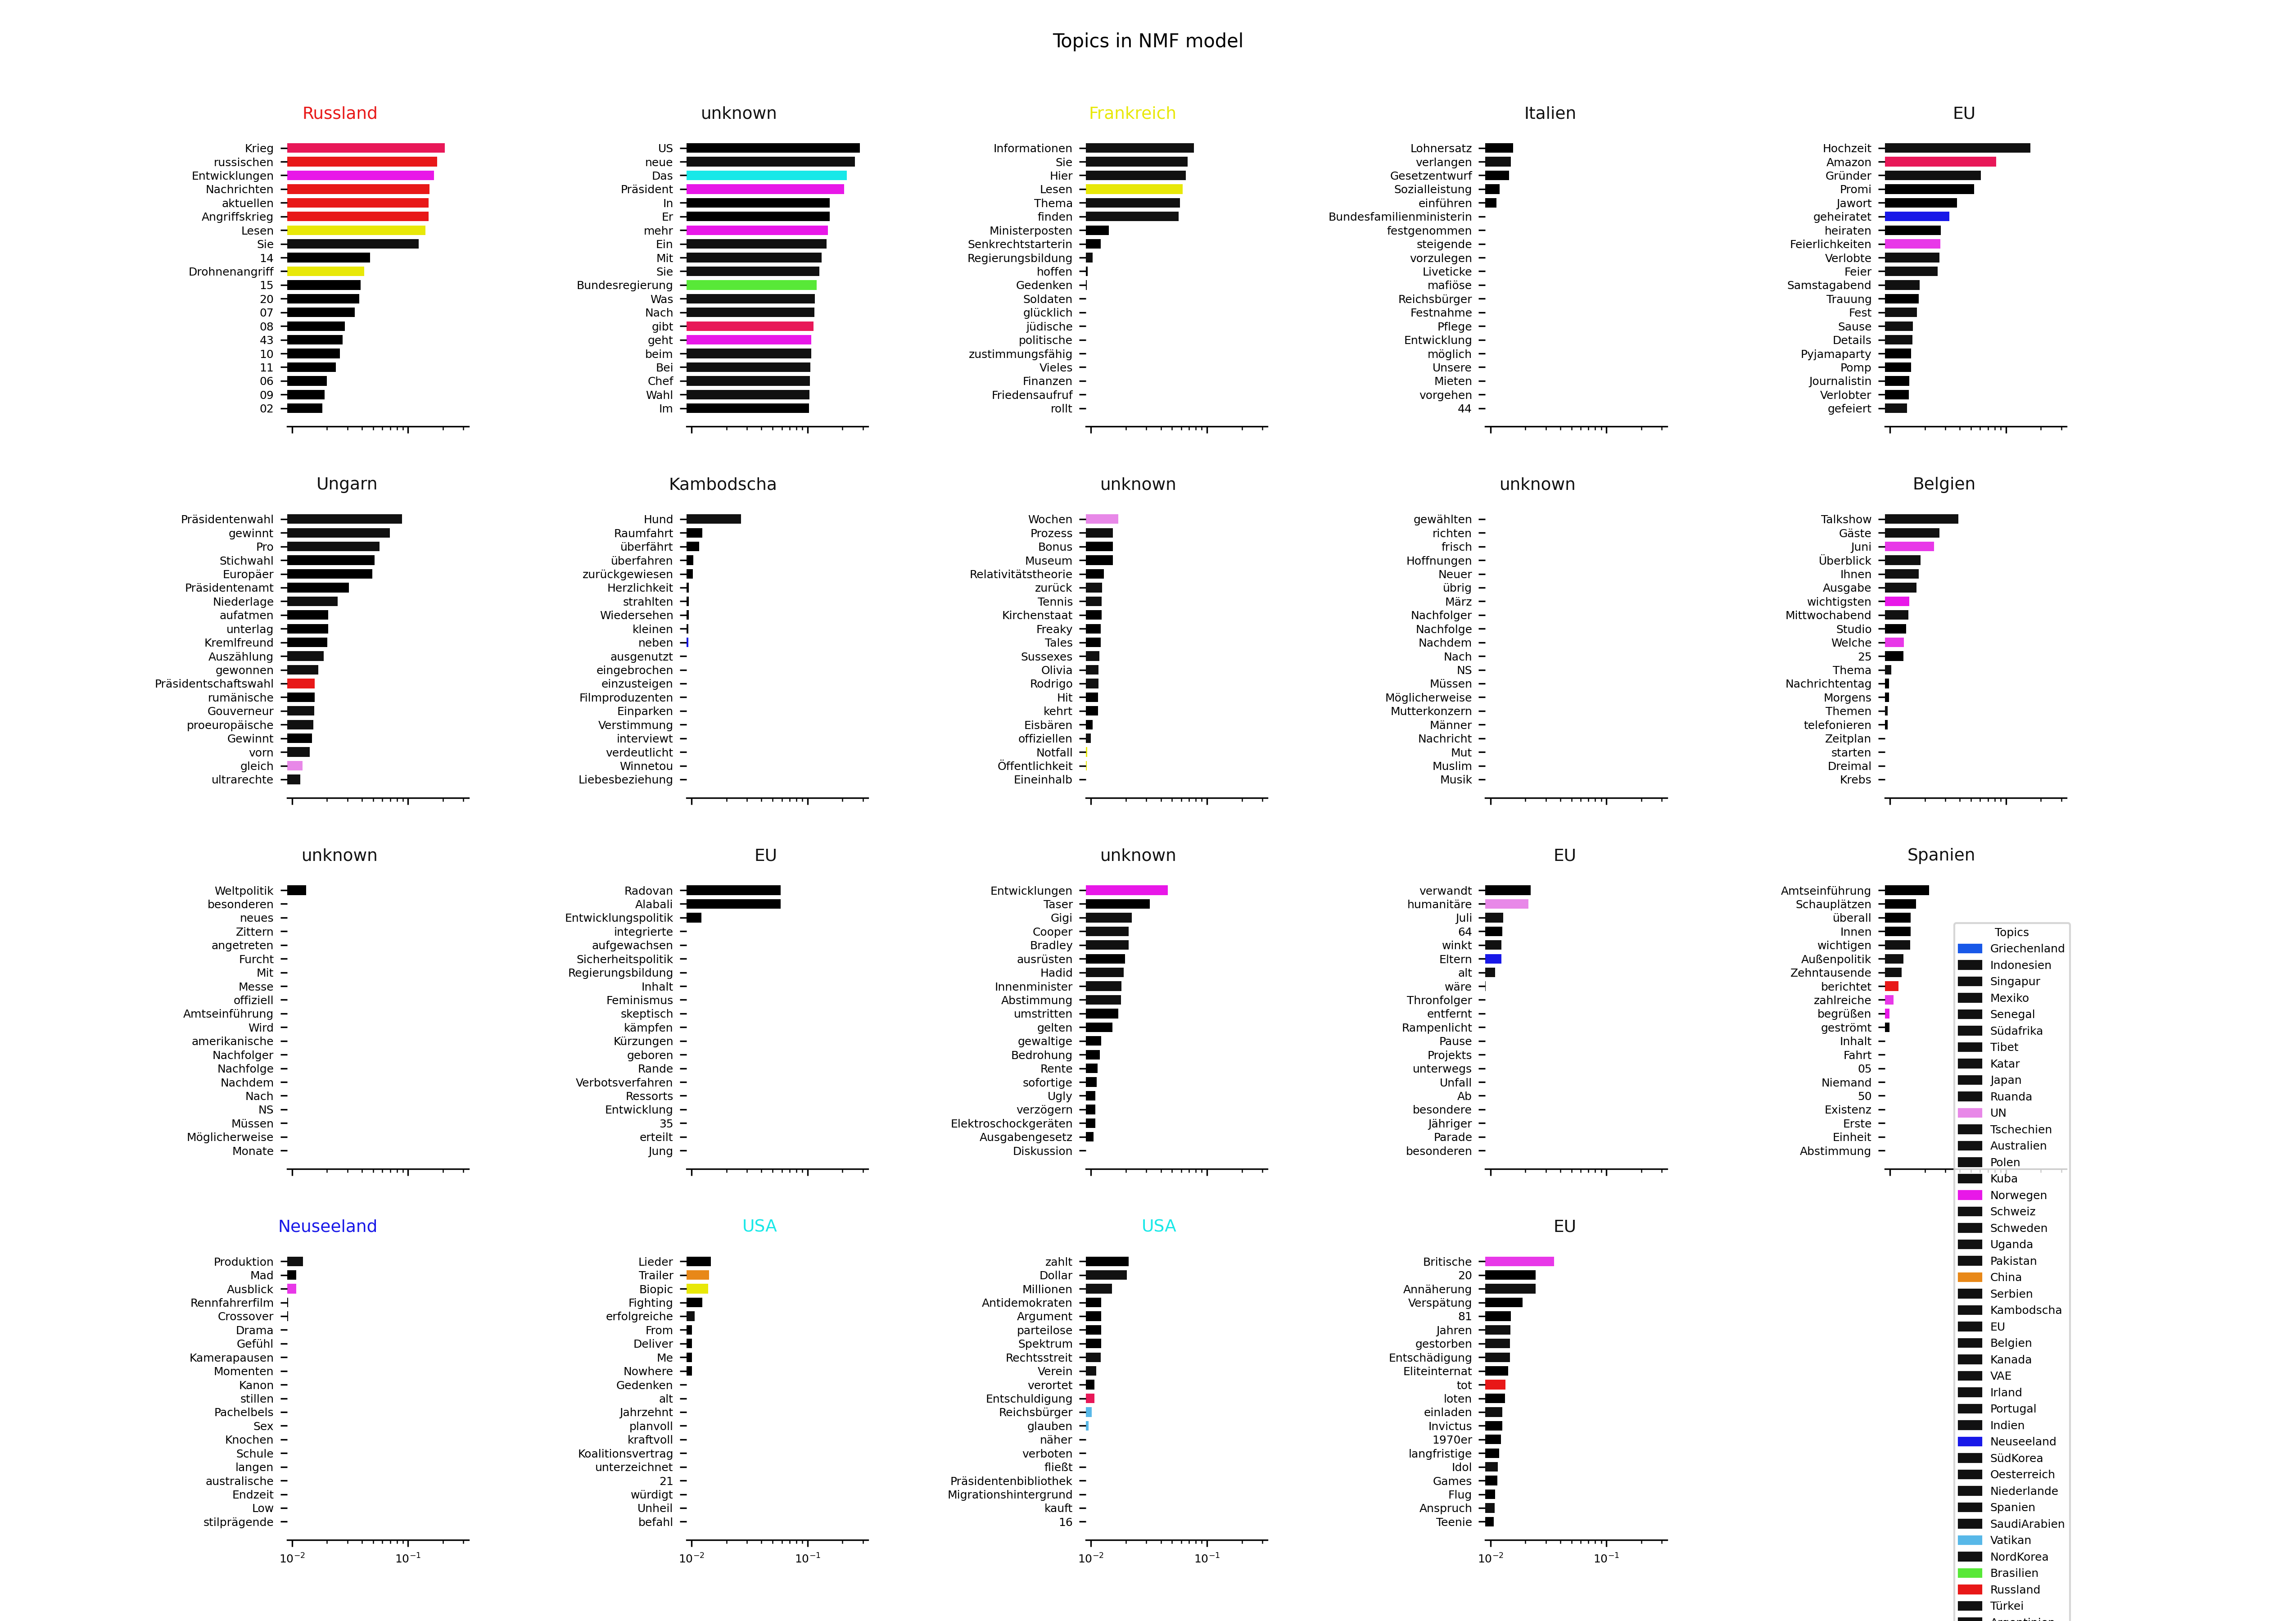 Topics in NMF model
Russland
Krieg
russischen
Entwicklungen
Nachrichten
aktuellen
Angriffskrieg
Lesen
Sie
14
Drohnenangriff
15
20
07
08
43
10
11
06
09
02
unknown
US
neue
Das
Präsident
In
Er
mehr
Ein
Mit
Sie
Bundesregierung
Was
Nach
gibt
geht
beim
Bei
Chef
Wahl
Im
Frankreich
Informationen
Sie
Hier
Lesen
Thema
finden
Ministerposten
Senkrechtstarterin
Regierungsbildung
hoffen
Gedenken
Soldaten
glücklich
jüdische
politische
zustimmungsfähig
Vieles
Finanzen
Friedensaufruf
rollt
Italien
Lohnersatz
verlangen
Gesetzentwurf
Sozialleistung
einführen
Bundesfamilienministerin
festgenommen
steigende
vorzulegen
Liveticke
mafiöse
Reichsbürger
Festnahme
Pflege
Entwicklung
möglich
Unsere
Mieten
vorgehen
44
EU
Hochzeit
Amazon
Gründer
Promi
Jawort
geheiratet
heiraten
Feierlichkeiten
Verlobte
Feier
Samstagabend
Trauung
Fest
Sause
Details
Pyjamaparty
Pomp
Journalistin
Verlobter
gefeiert
Ungarn
Präsidentenwahl
gewinnt
Pro
Stichwahl
Europäer
Präsidentenamt
Niederlage
aufatmen
unterlag
Kremlfreund
Auszählung
gewonnen
Präsidentschaftswahl
rumänische
Gouverneur
proeuropäische
Gewinnt
vorn
gleich
ultrarechte
Kambodscha
Hund
Raumfahrt
überfährt
überfahren
zurückgewiesen
Herzlichkeit
strahlten
Wiedersehen
kleinen
neben
ausgenutzt
eingebrochen
einzusteigen
Filmproduzenten
Einparken
Verstimmung
interviewt
verdeutlicht
Winnetou
Liebesbeziehung
unknown
Wochen
Prozess
Bonus
Museum
Relativitätstheorie
zurück
Tennis
Kirchenstaat
Freaky
Tales
Sussexes
Olivia
Rodrigo
Hit
kehrt
Eisbären
offiziellen
Notfall
Öffentlichkeit
Eineinhalb
unknown
gewählten
richten
frisch
Hoffnungen
Neuer
übrig
März
Nachfolger
Nachfolge
Nachdem
Nach
NS
Müssen
Möglicherweise
Mutterkonzern
Männer
Nachricht
Mut
Muslim
Musik
Belgien
Talkshow
Gäste
Juni
Überblick
Ihnen
Ausgabe
wichtigsten
Mittwochabend
Studio
Welche
25
Thema
Nachrichtentag
Morgens
Themen
telefonieren
Zeitplan
starten
Dreimal
Krebs
unknown
Weltpolitik
besonderen
neues
Zittern
angetreten
Furcht
Mit
Messe
offiziell
Amtseinführung
Wird
amerikanische
Nachfolger
Nachfolge
Nachdem
Nach
NS
Müssen
Möglicherweise
Monate
EU
Radovan
Alabali
Entwicklungspolitik
integrierte
aufgewachsen
Sicherheitspolitik
Regierungsbildung
Inhalt
Feminismus
skeptisch
kämpfen
Kürzungen
geboren
Rande
Verbotsverfahren
Ressorts
Entwicklung
35
erteilt
Jung
unknown
Entwicklungen
Taser
Gigi
Cooper
Bradley
ausrüsten
Hadid
Innenminister
Abstimmung
umstritten
gelten
gewaltige
Bedrohung
Rente
sofortige
Ugly
verzögern
Elektroschockgeräten
Ausgabengesetz
Diskussion
EU
verwandt
humanitäre
Juli
64
winkt
Eltern
alt
wäre
Thronfolger
entfernt
Rampenlicht
Pause
Projekts
unterwegs
Unfall
Ab
besondere
Jähriger
Parade
besonderen
Spanien
Amtseinführung
Schauplätzen
überall
Innen
wichtigen
Außenpolitik
Zehntausende
berichtet
zahlreiche
begrüßen
geströmt
Inhalt
Fahrt
05
Niemand
50
Existenz
Erste
Einheit
Abstimmung
Neuseeland
Produktion
Mad
Ausblick
Rennfahrerfilm
Crossover
Drama
Gefühl
Kamerapausen
Momenten
Kanon
stillen
Pachelbels
Sex
Knochen
Schule
langen
australische
Endzeit
Low
stilprägende
10⁻² 10⁻¹
USA
Lieder
Trailer
Biopic
Fighting
erfolgreiche
From
Deliver
Me
Nowhere
Gedenken
alt
Jahrzehnt
planvoll
kraftvoll
Koalitionsvertrag
unterzeichnet
21
würdigt
Unheil
befahl
10⁻² 10⁻¹
USA
zahlt
Dollar
Millionen
Antidemokraten
Argument
parteilose
Spektrum
Rechtsstreit
Verein
verortet
Entschuldigung
Reichsbürger
glauben
näher
verboten
fließt
Präsidentenbibliothek
Migrationshintergrund
kauft
16
10⁻² 10⁻¹
EU
Britische
20
Annäherung
Verspätung
81
Jahren
gestorben
Entschädigung
Eliteinternat
tot
loten
einladen
Invictus
1970er
langfristige
Idol
Games
Flug
Anspruch
Teenie
10⁻² 10⁻¹
Topics
Griechenland
Indonesien
Singapur
Mexiko
Senegal
Südafrika
Tibet
Katar
Japan
Ruanda
UN
Tschechien
Australien
Polen
Kuba
Norwegen
Schweiz
Schweden
Uganda
Pakistan
China
Serbien
Kambodscha
EU
Belgien
Kanada
VAE
Irland
Portugal
Indien
Neuseeland
SüdKorea
Oesterreich
Niederlande
Spanien
SaudiArabien
Vatikan
NordKorea
Brasilien
Russland
Türkei